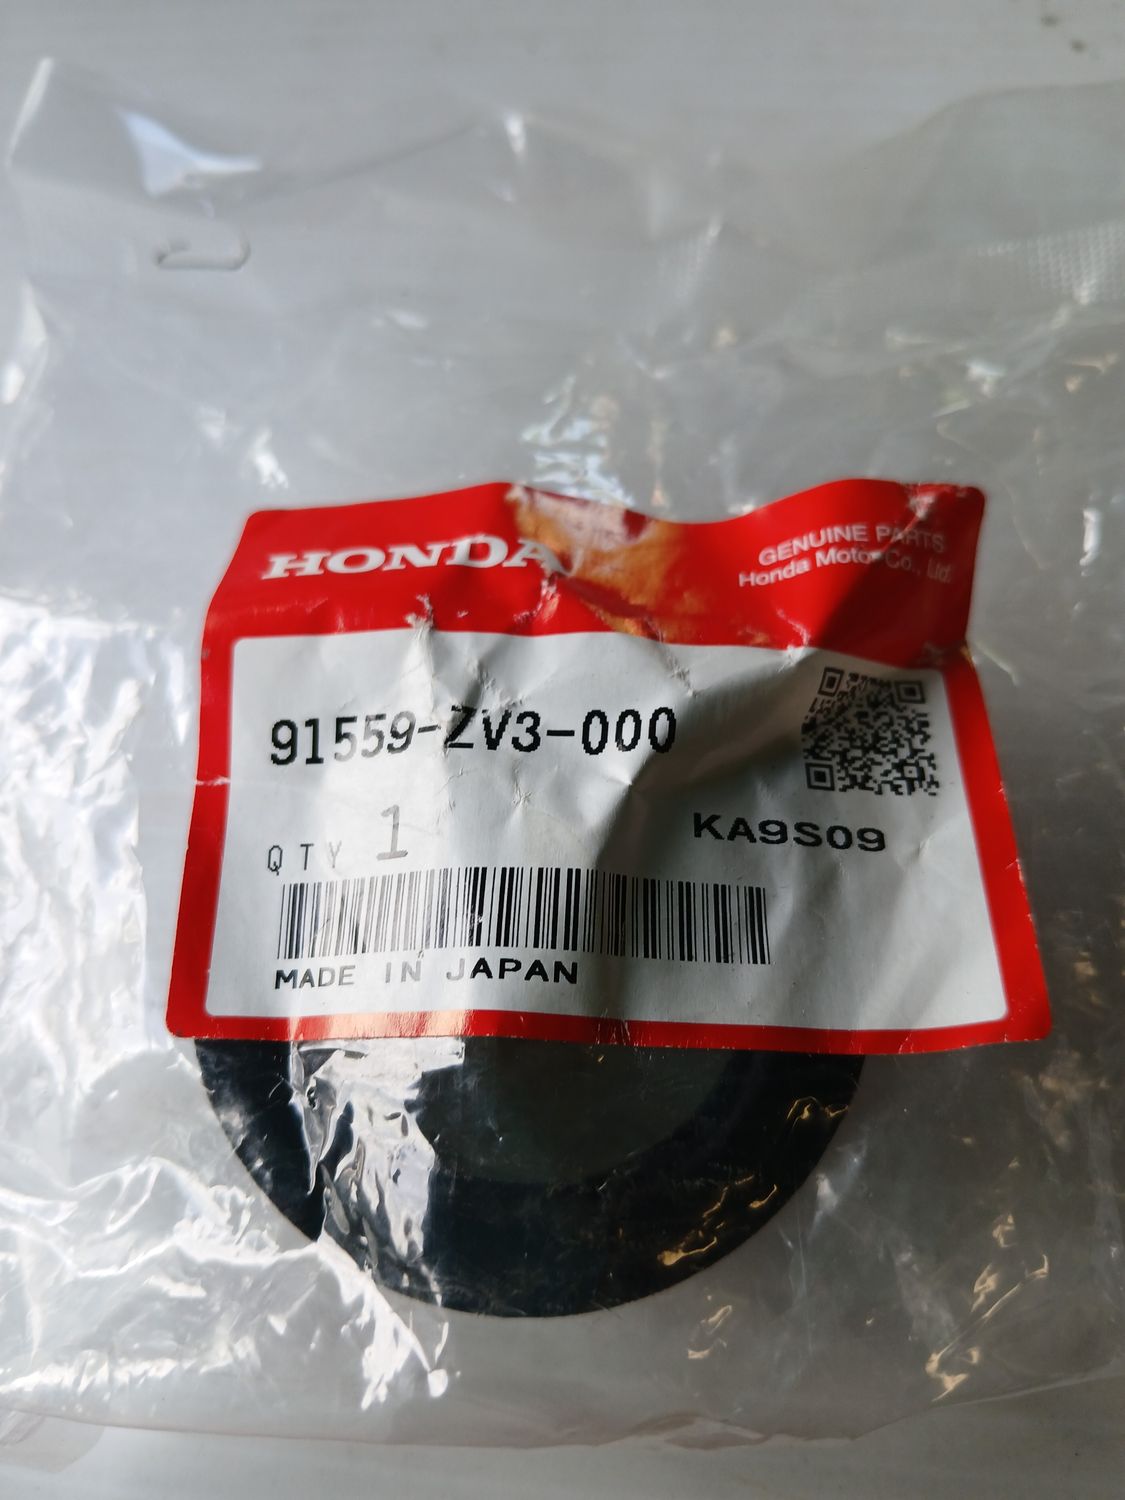 HONDA
GENUINE PARTS
Honda Motor Co., Ltd.
91559-ZV3-000
KA9S09
QTY 1
MADE IN JAPAN